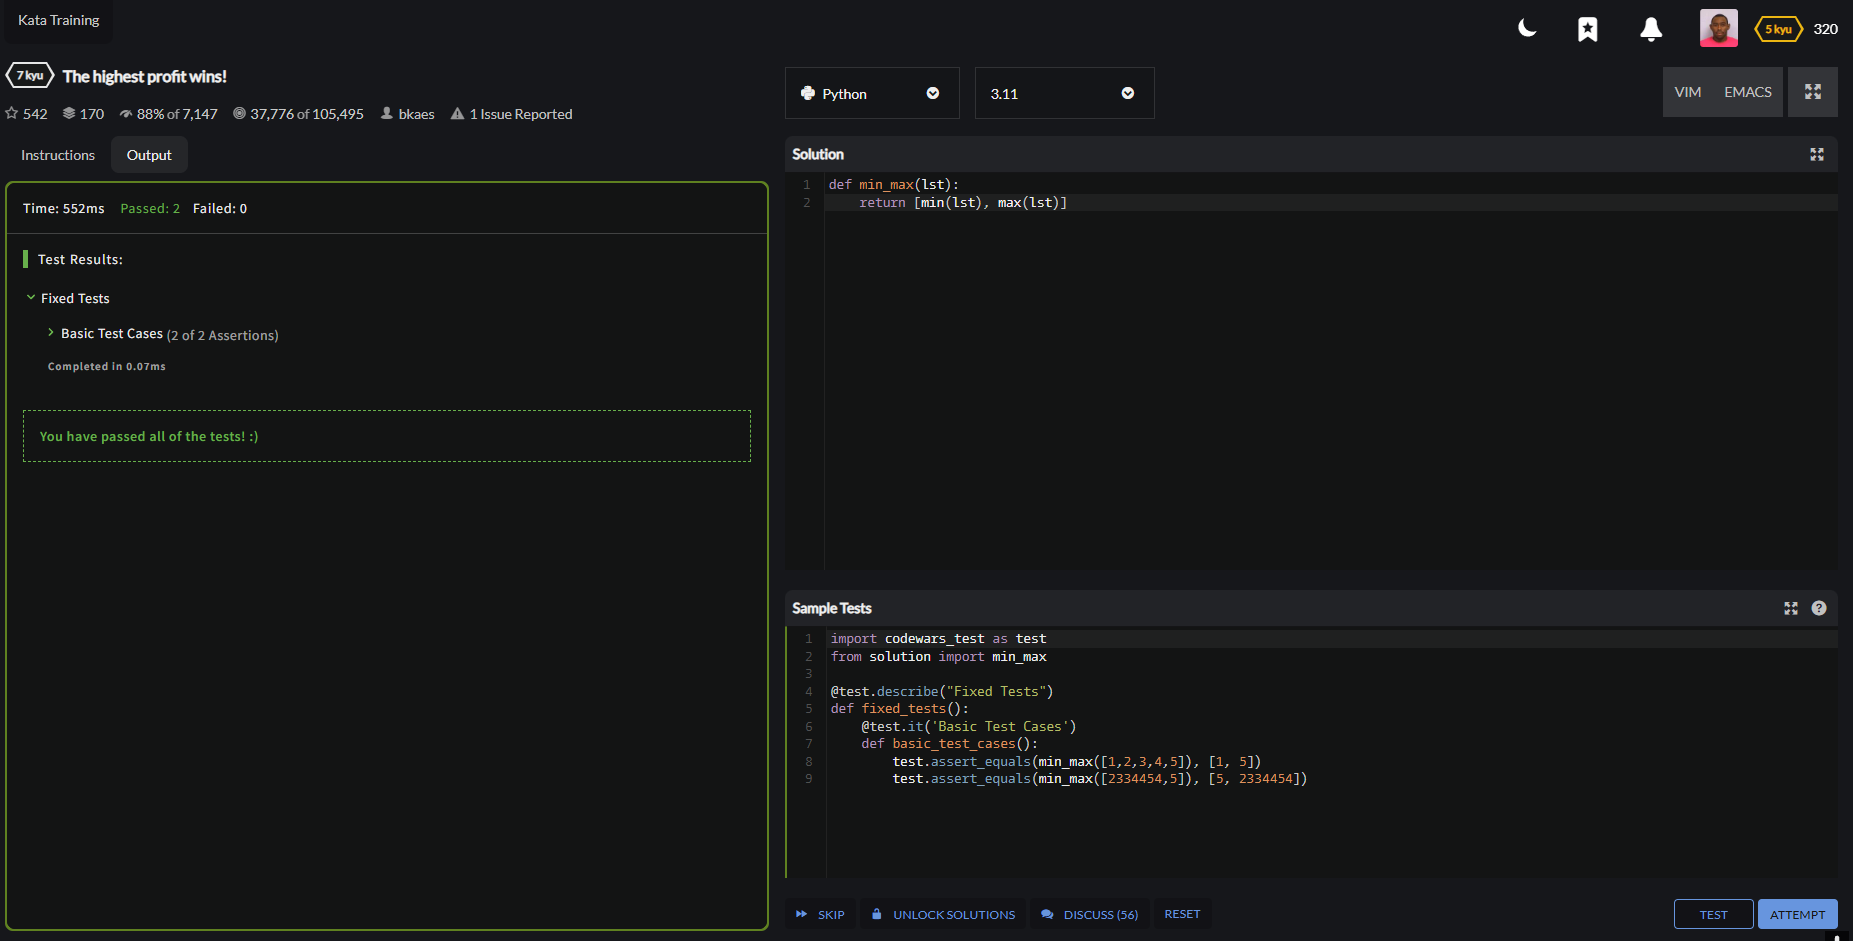 Kata Training
5 kyu 320
7 kyu The highest profit wins!
542 170 88% of 7,147 37,776 of 105,495 bkaes 1 Issue Reported
Instructions Output
Time: 552ms Passed: 2 Failed: 0
Test Results:
Fixed Tests
Basic Test Cases (2 of 2 Assertions)
Completed in 0.07ms
You have passed all of the tests! :)
Python 3.11 VIM EMACS
Solution
1 def min_max(lst):
2 return [min(lst), max(lst)]
Sample Tests ?
1 import codewars_test as test
2 from solution import min_max
3
4 @test.describe("Fixed Tests")
5 def fixed_tests():
6 @test.it('Basic Test Cases')
7 def basic_test_cases():
8 test.assert_equals(min_max([1,2,3,4,5]), [1, 5])
9 test.assert_equals(min_max([2334454,5]), [5, 2334454])
SKIP UNLOCK SOLUTIONS DISCUSS (56) RESET TEST ATTEMPT